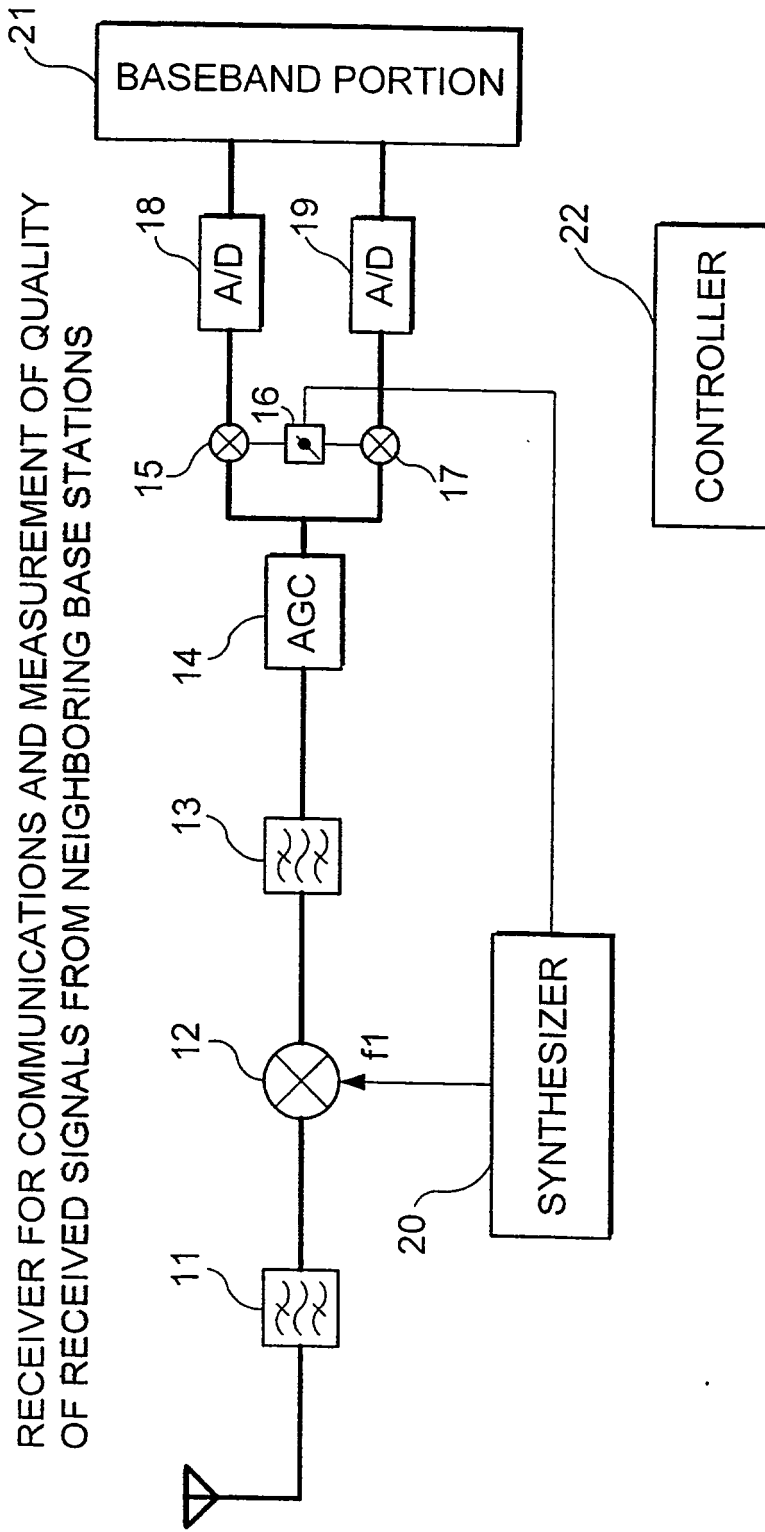 RECEIVER FOR COMMUNICATIONS AND MEASUREMENT OF QUALITY
OF RECEIVED SIGNALS FROM NEIGHBORING BASE STATIONS
11
12
f1
13
14
AGC
15
16
17
18
A/D
19
A/D
21
BASEBAND PORTION
20
SYNTHESIZER
22
CONTROLLER